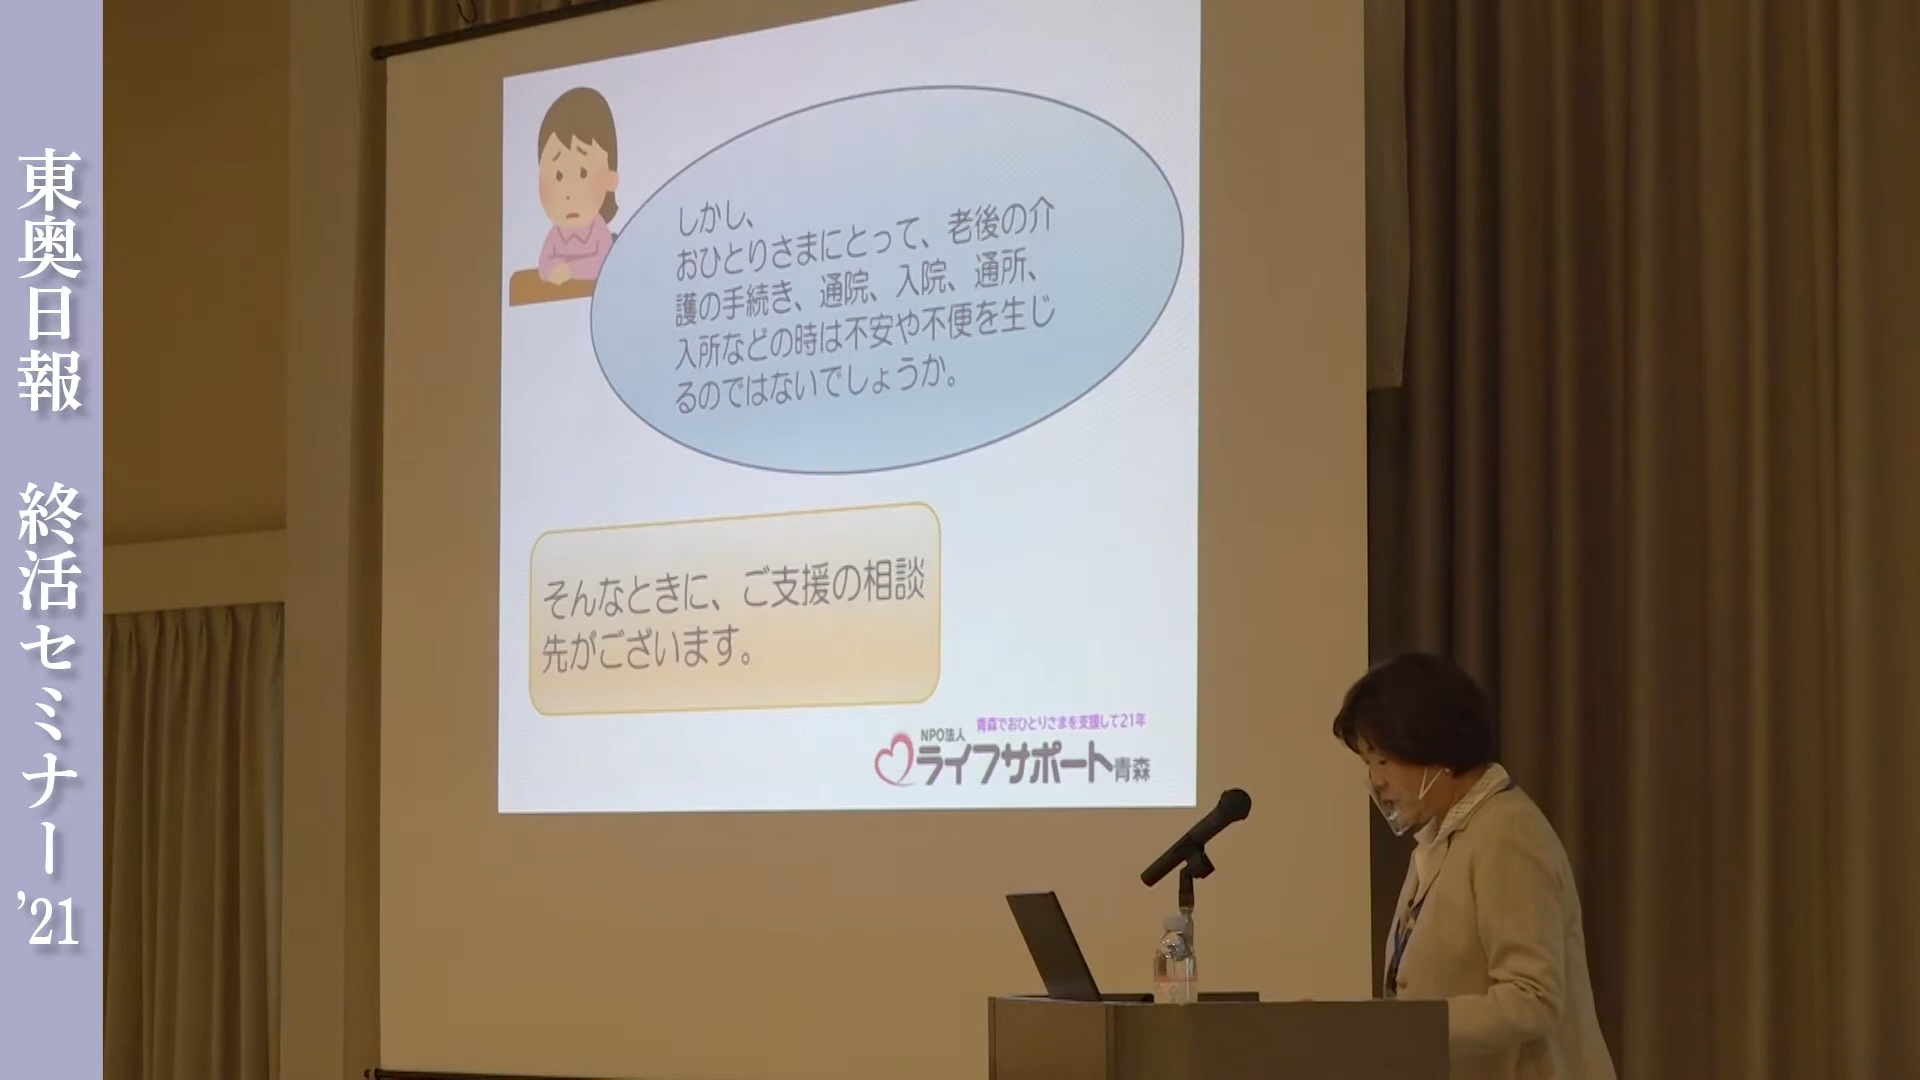 東奥日報 終活セミナー ’21
しかし、
おひとりさまにとって、老後の介
護の手続き、通院、入院、通所、
入所などの時は不安や不便を生じ
るのではないでしょうか。
そんなときに、ご支援の相談
先がございます。
青森でおひとりさまを支援して21年
NPO法人
ライフサポート青森